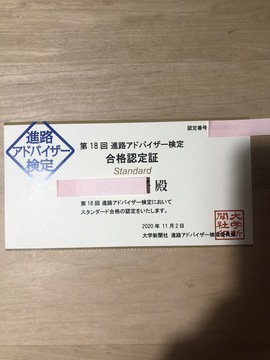 進路
アドバイザー
検定
認定番号
第18回 進路アドバイザー検定
合格認定証
Standard
殿
第18回 進路アドバイザー検定において
スタンダード合格の認定をいたします。
2020年 11月2日
大学新聞社 進路アドバイザー検定